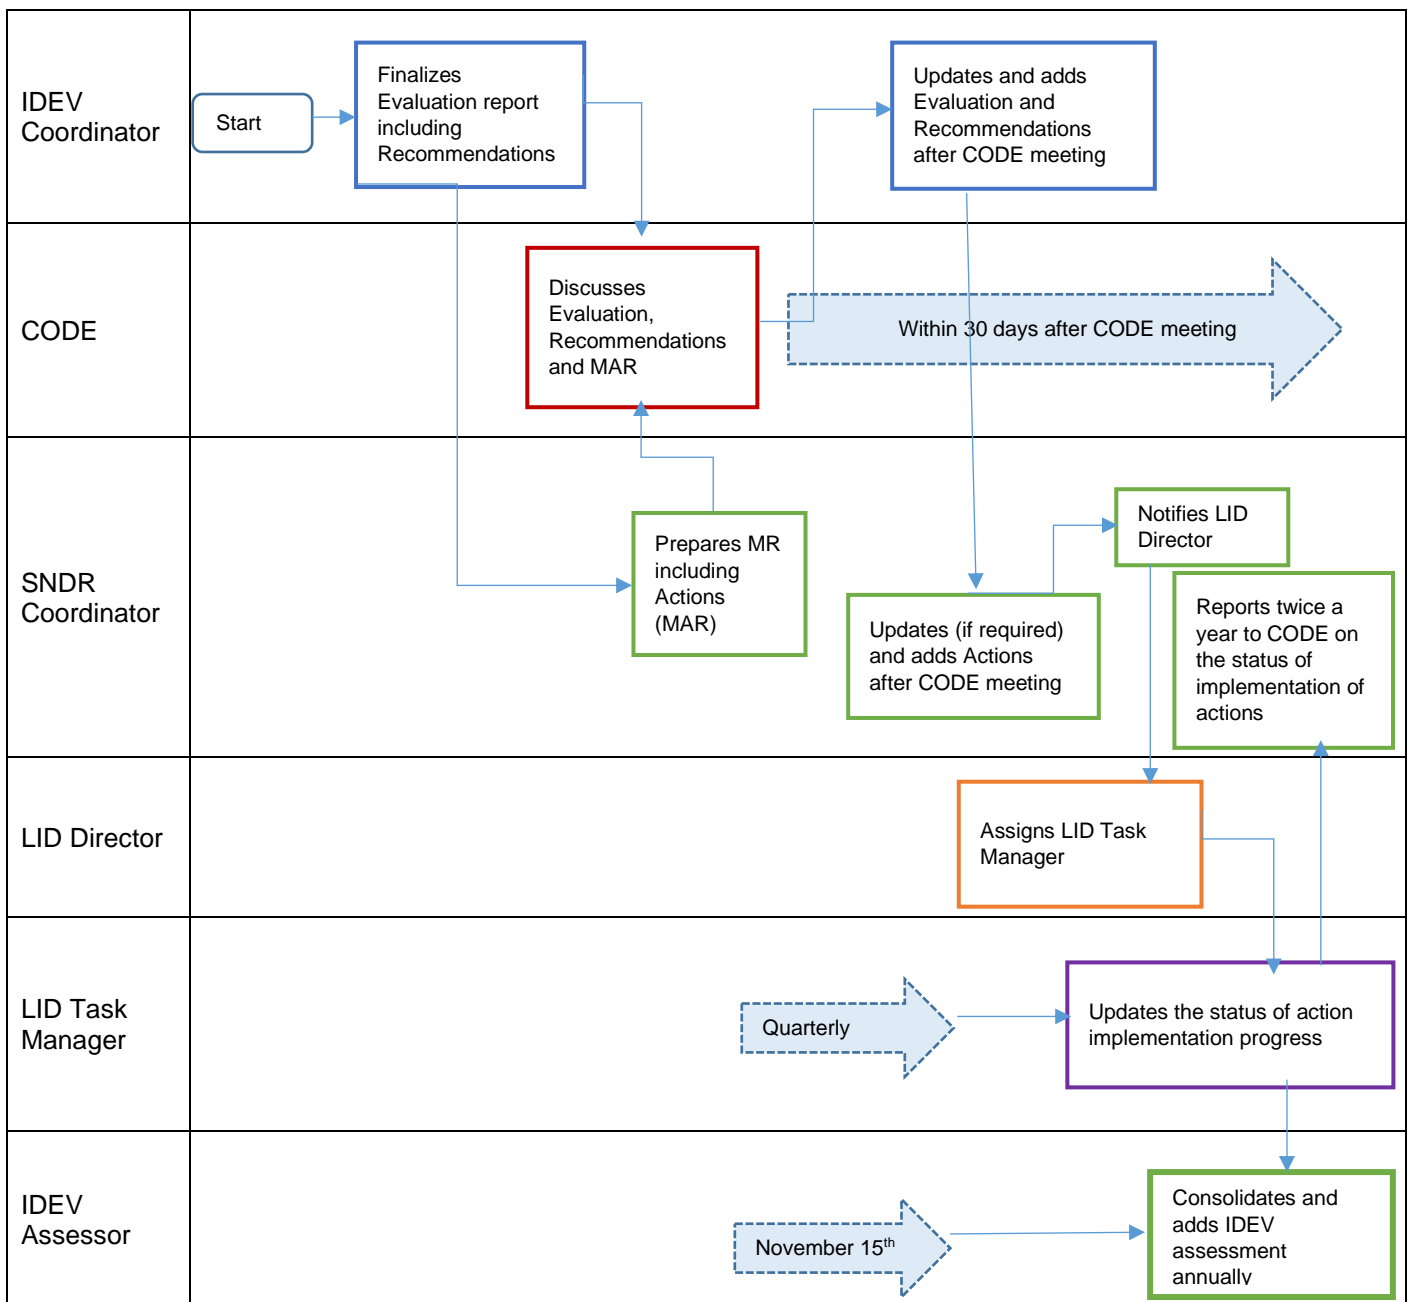 IDEV
Coordinator
Start
Finalizes
Evaluation report
including
Recommendations
Updates and adds
Evaluation and
Recommendations
after CODE meeting
CODE
Discusses
Evaluation,
Recommendations
and MAR
Within 30 days after CODE meeting
SNDR
Coordinator
Prepares MR
including
Actions
(MAR)
Updates (if required)
and adds Actions
after CODE meeting
Notifies LID
Director
Reports twice a
year to CODE on
the status of
implementation of
actions
LID Director
Assigns LID Task
Manager
LID Task
Manager
Quarterly
Updates the status of action
implementation progress
IDEV
Assessor
November 15th
Consolidates and
adds IDEV
assessment
annually